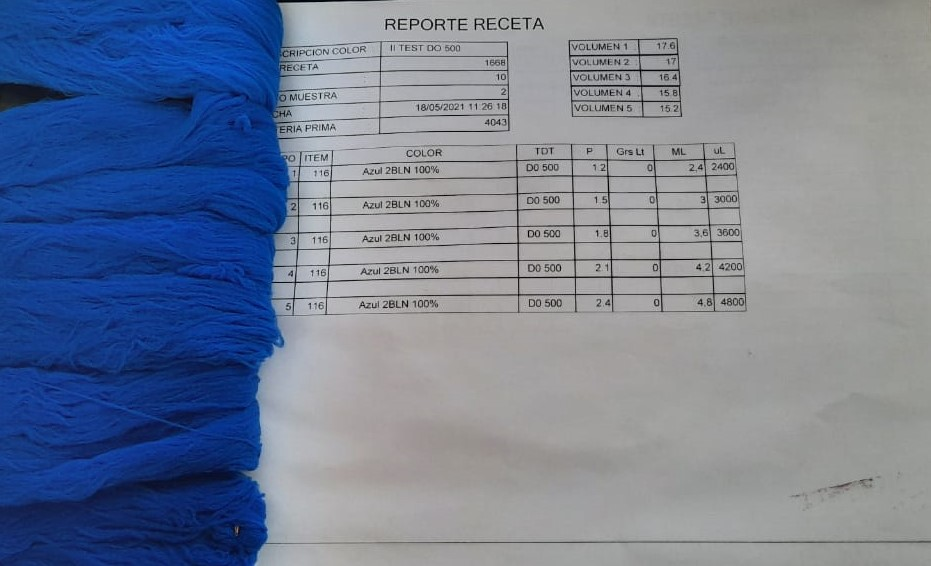 REPORTE RECETA
CRIPCION COLOR II TEST DO 500
RECETA 1668
10
O MUESTRA 2
CHA 18/05/2021 11:26:18
TERIA PRIMA 4043
VOLUMEN 1 17.6
VOLUMEN 2 17
VOLUMEN 3 16.4
VOLUMEN 4 15.8
VOLUMEN 5 15.2
PO ITEM COLOR TDT P Grs Lt ML uL
1 116 Azul 2BLN 100% D0 500 1.2 0 2,4 2400
2 116 Azul 2BLN 100% D0 500 1.5 0 3 3000
3 116 Azul 2BLN 100% D0 500 1.8 0 3,6 3600
4 116 Azul 2BLN 100% D0 500 2.1 0 4,2 4200
5 116 Azul 2BLN 100% D0 500 2.4 0 4,8 4800